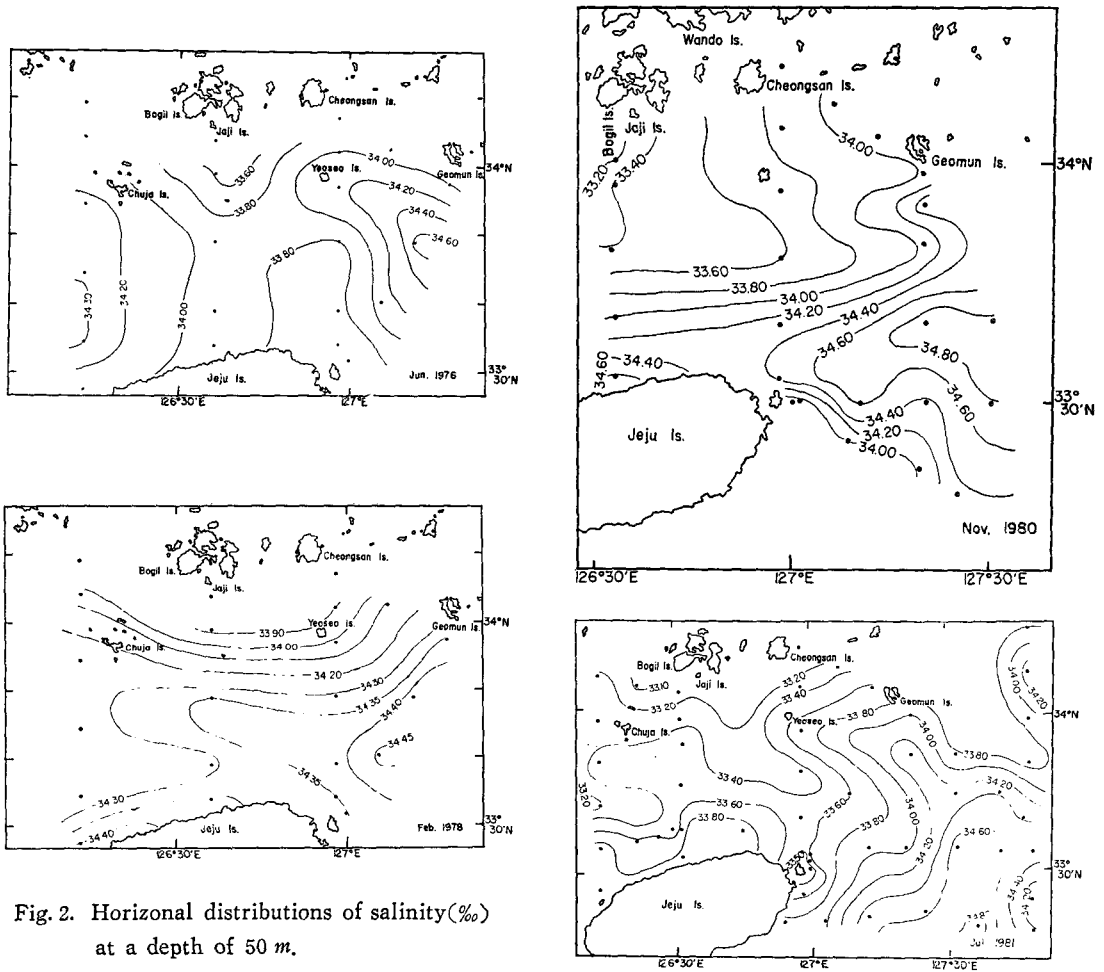 Bogil Is.
Jaji Is.
Cheongsan Is.
Yeoseo Is.
Geomun Is.
Chuja Is.
34.00
34°N
33.60
34.20
33.80
34.40
34.60
33.80
34.30
34.20
34.00
Jeju Is.
Jun. 1976
33°
30'N
126°30'E
127°E
Wando Is.
Cheongsan Is.
Bogil Is.
Jaji Is.
33.20
33.40
34.00
34°N
Geomun Is.
33.60
33.80
34.00
34.20
34.40
34.60
34.80
34.40
34.60
34.60
34.40
34.20
34.00
33°
30'N
Jeju Is.
Nov. 1980
126°30'E
127°E
127°30'E
Bogil Is.
Jaji Is.
Cheongsan Is.
Yeoseo Is.
Geomun Is.
34°N
Chuja Is.
33.90
34.00
34.20
34.30
34.35
34.40
34.45
34.35
34.30
34.40
Jeju Is.
Feb. 1978
33°
30'N
126°30'E
127°E
Bogil Is.
Jaji Is.
Cheongsan Is.
33.10
33.20
33.20
33.40
Yeoseo Is.
Geomun Is.
34.00
34.20
34°N
Chuja Is.
33.80
34.00
33.80
33.20
33.40
33.60
33.80
33.60
33.80
34.00
34.20
34.20
34.60
33.50
33°
30'N
34.40
34.20
Jeju Is.
1981
126°30'E
127°E
127°30'E
Fig. 2. Horizonal distributions of salinity(‰)
at a depth of 50 m.